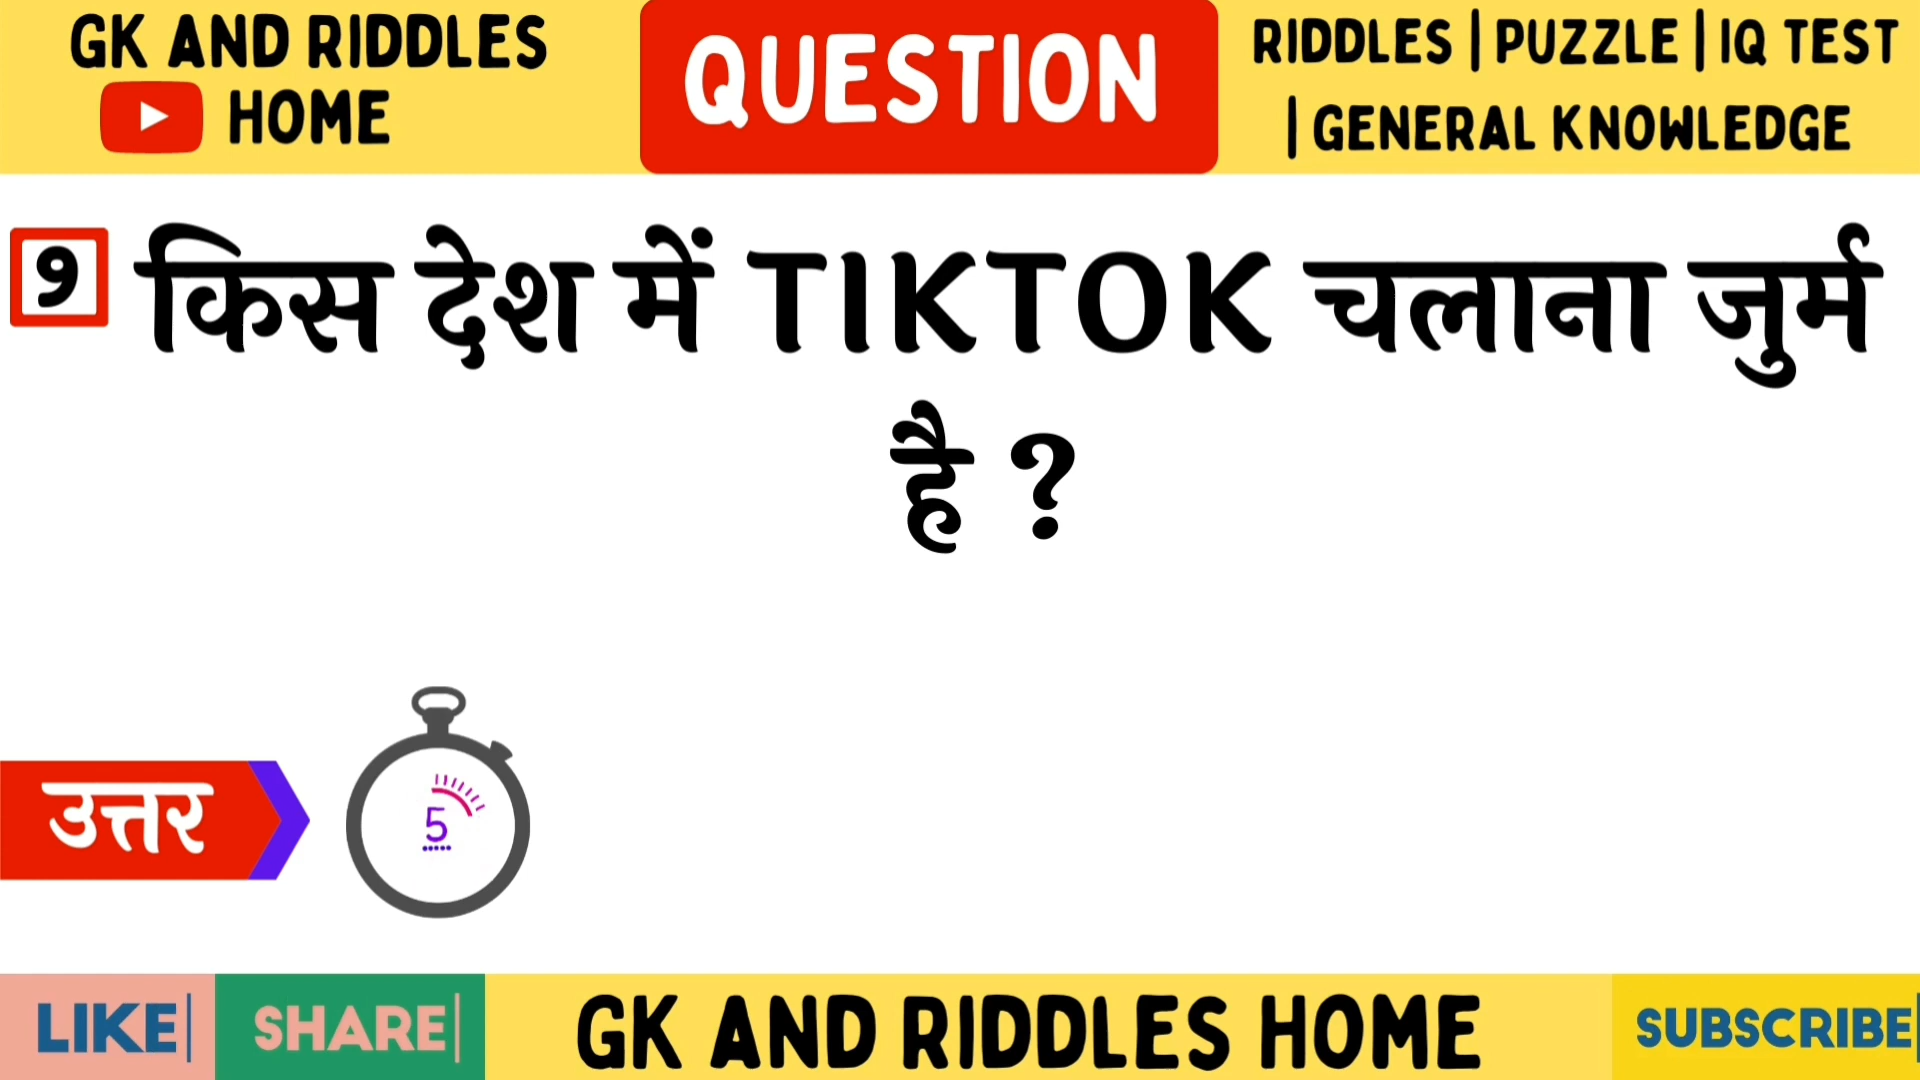 GK AND RIDDLES
HOME
QUESTION
RIDDLES | PUZZLE | IQ TEST
| GENERAL KNOWLEDGE
9 किस देश में TIKTOK चलाना जुर्म
है ?
उत्तर
5
LIKE
SHARE
GK AND RIDDLES HOME
SUBSCRIBE